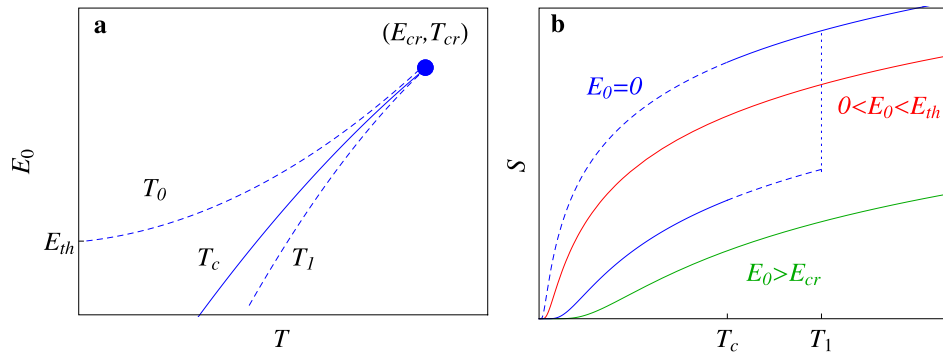 a
(E_cr,T_cr)
E_0
T_0
E_th
T_c
T_1
T
b
E_0=0
0<E_0<E_th
S
E_0>E_cr
T_c
T_1